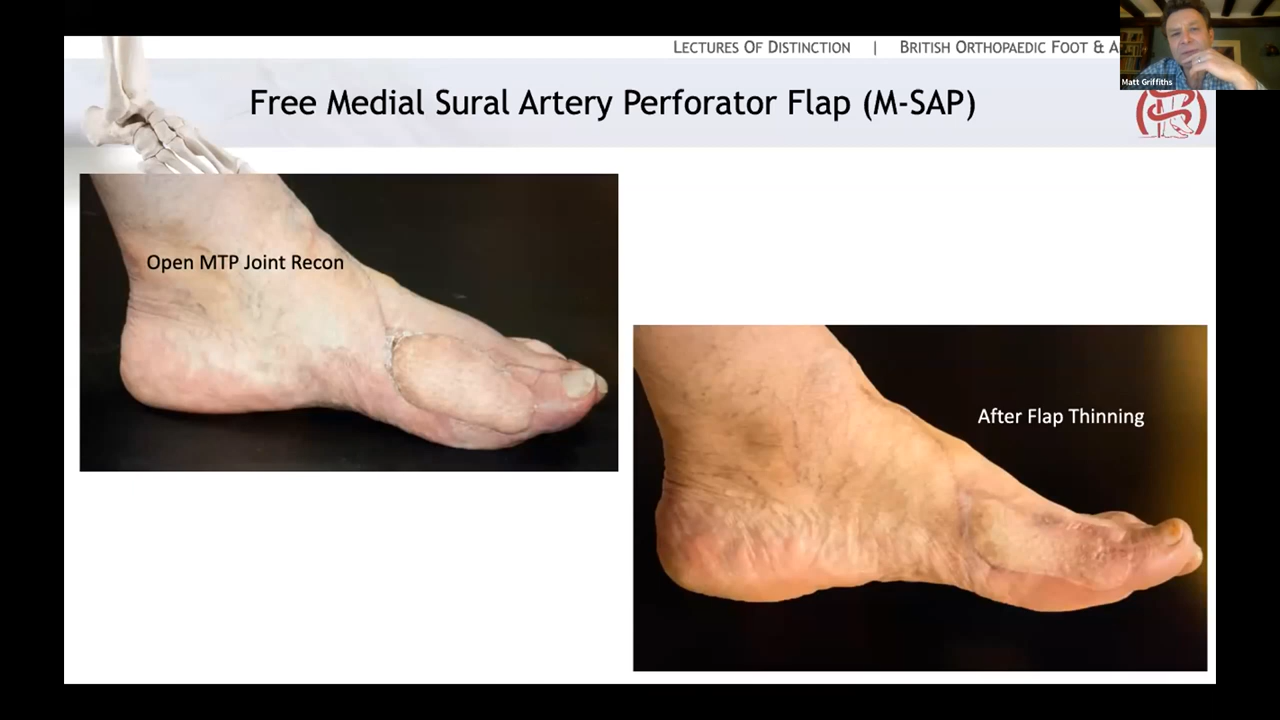 LECTURES OF DISTINCTION | BRITISH ORTHOPAEDIC FOOT &
Matt Griffiths
Free Medial Sural Artery Perforator Flap (M-SAP)
Open MTP Joint Recon
After Flap Thinning